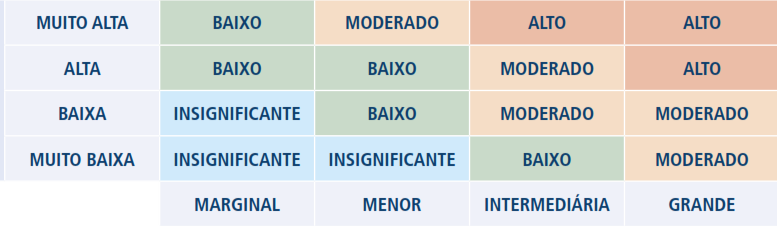 MUITO ALTA BAIXO MODERADO ALTO ALTO
ALTA BAIXO BAIXO MODERADO ALTO
BAIXA INSIGNIFICANTE BAIXO MODERADO MODERADO
MUITO BAIXA INSIGNIFICANTE INSIGNIFICANTE BAIXO MODERADO
MARGINAL MENOR INTERMEDIÁRIA GRANDE